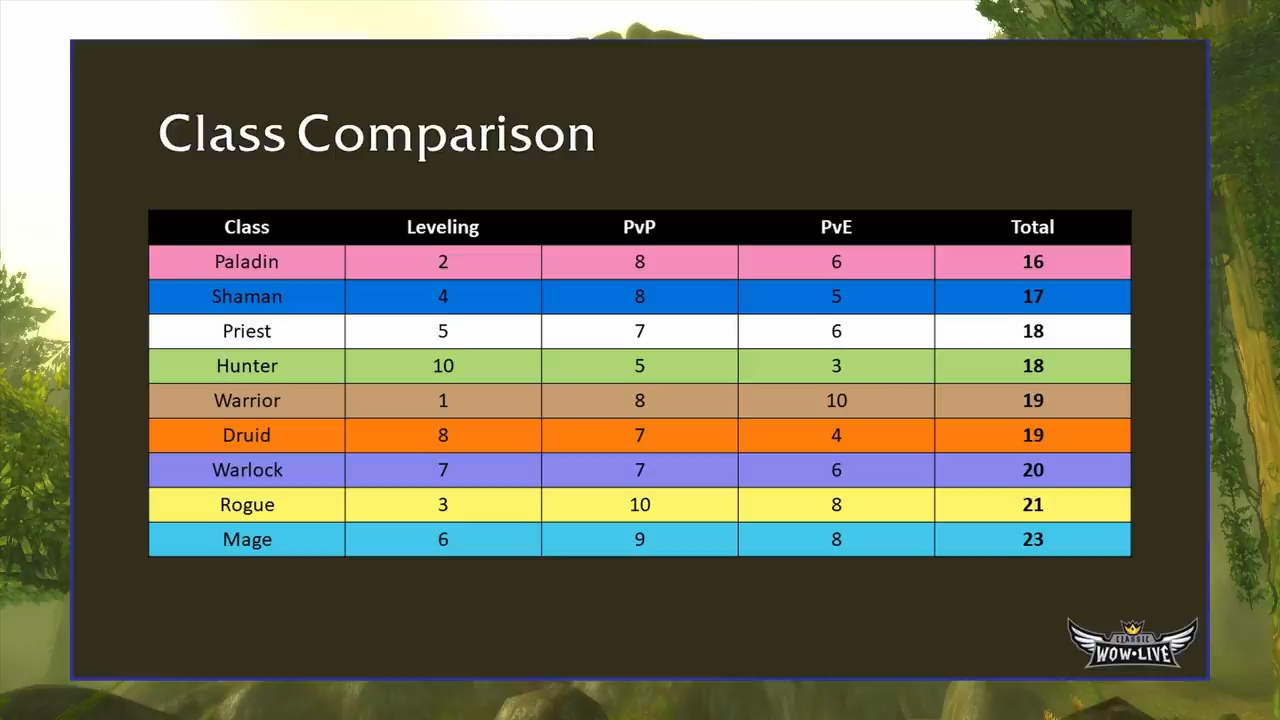 Class Comparison
Class Leveling PvP PvE Total
Paladin 2 8 6 16
Shaman 4 8 5 17
Priest 5 7 6 18
Hunter 10 5 3 18
Warrior 1 8 10 19
Druid 8 7 4 19
Warlock 7 7 6 20
Rogue 3 10 8 21
Mage 6 9 8 23
CLASSIC
WOW•LIVE